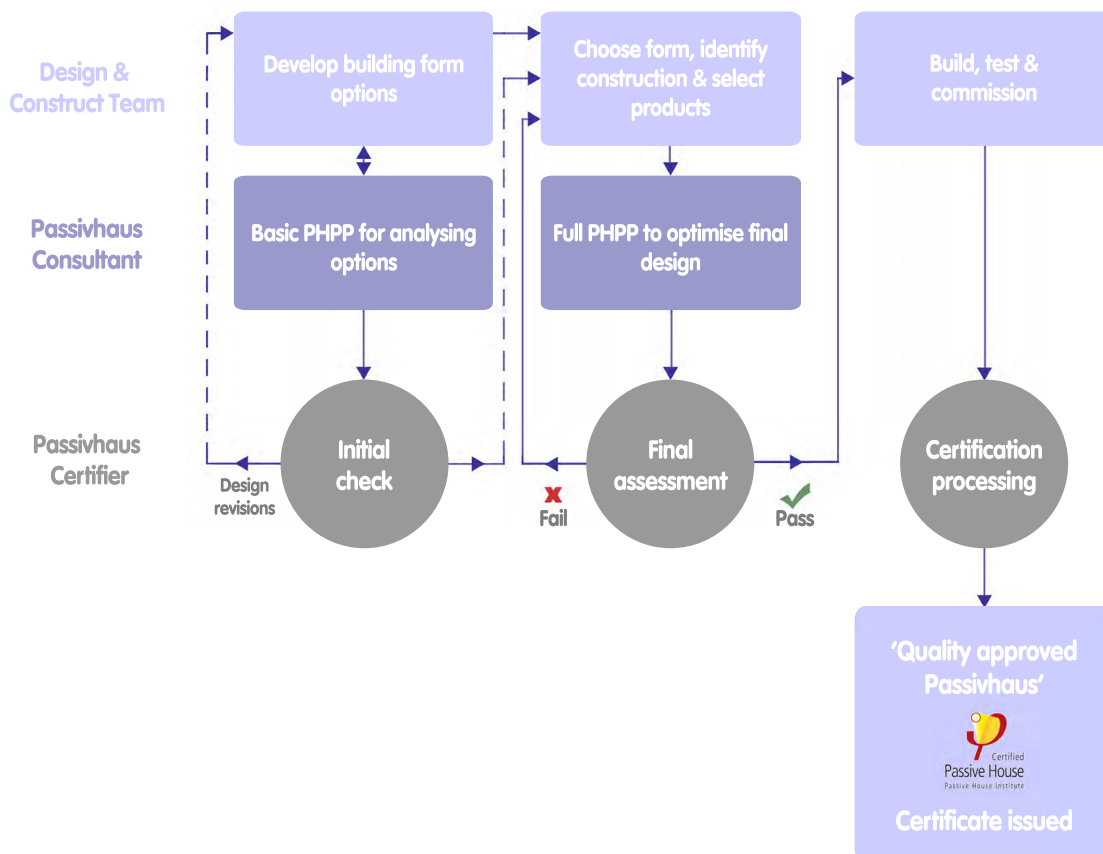 Design &
Construct Team
Develop building form
options
Choose form, identify
construction & select
products
Build, test &
commission
Passivhaus
Consultant
Basic PHPP for analysing
options
Full PHPP to optimise final
design
Passivhaus
Certifier
Design
revisions
Initial
check
Fail
Final
assessment
Pass
Certification
processing
‘Quality approved
Passivhaus’
Certified
Passive House
Passive House Institute
Certificate issued